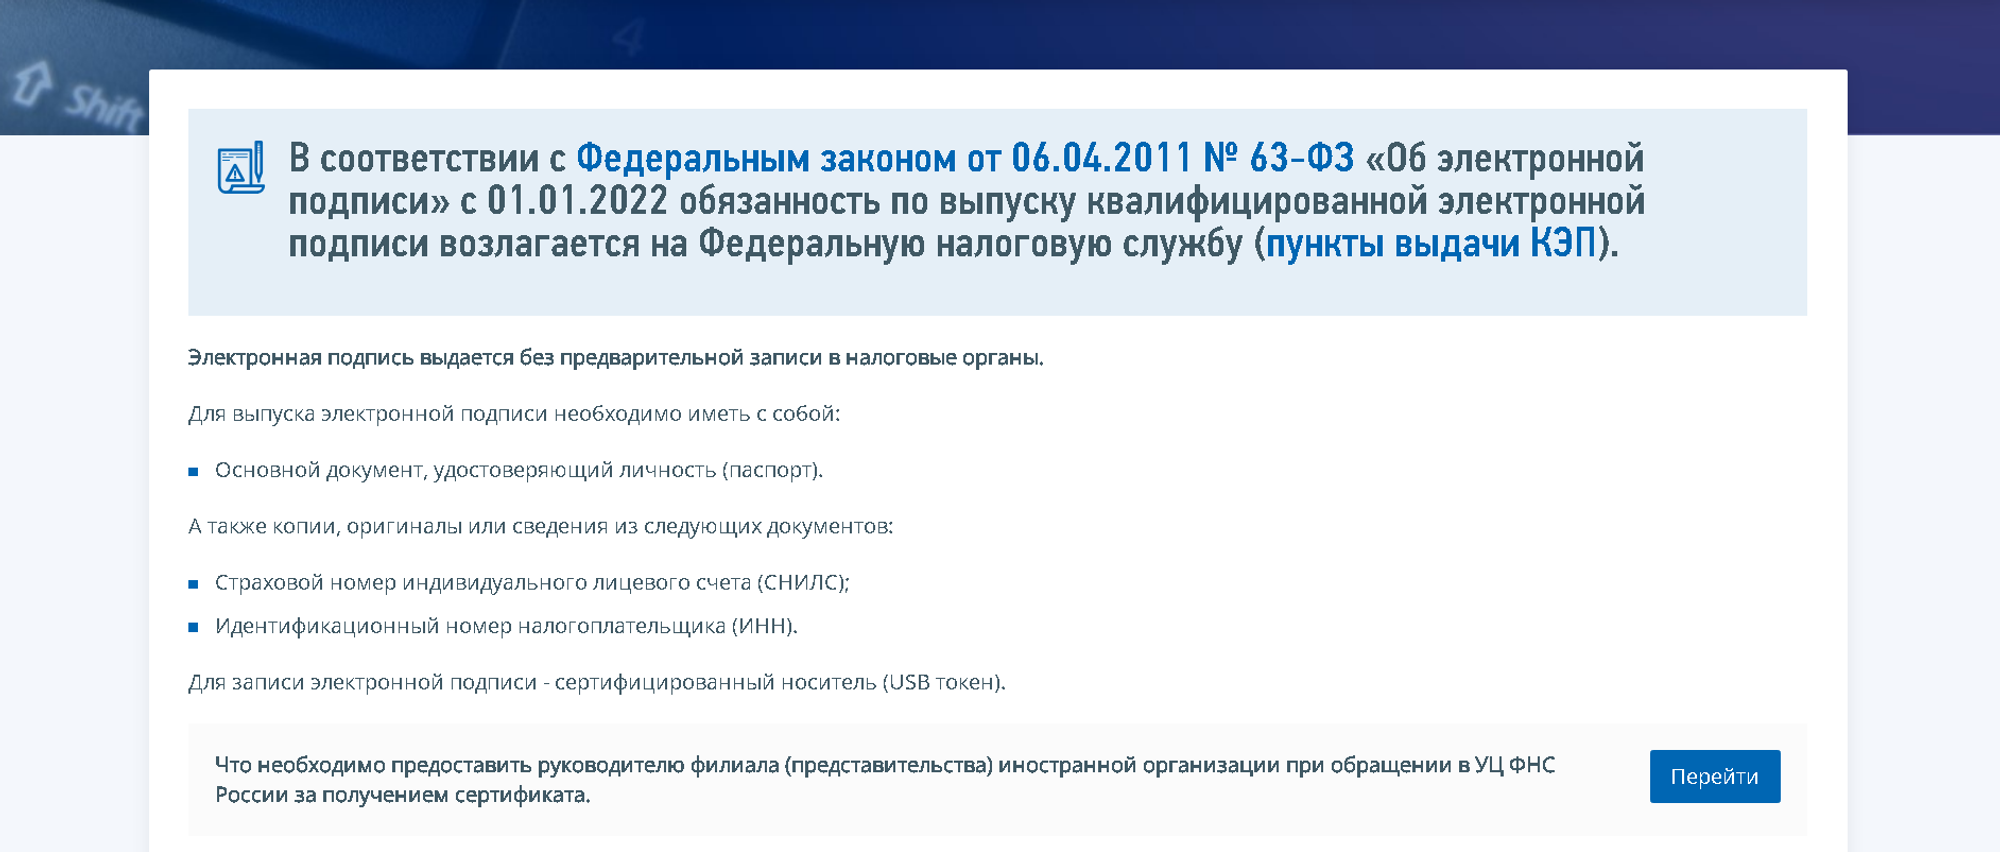 4
Shift
В соответствии с Федеральным законом от 06.04.2011 № 63-ФЗ «Об электронной
подписи» с 01.01.2022 обязанность по выпуску квалифицированной электронной
подписи возлагается на Федеральную налоговую службу (пункты выдачи КЭП).
Электронная подпись выдается без предварительной записи в налоговые органы.
Для выпуска электронной подписи необходимо иметь с собой:
Основной документ, удостоверяющий личность (паспорт).
А также копии, оригиналы или сведения из следующих документов:
Страховой номер индивидуального лицевого счета (СНИЛС);
Идентификационный номер налогоплательщика (ИНН).
Для записи электронной подписи - сертифицированный носитель (USB токен).
Что необходимо предоставить руководителю филиала (представительства) иностранной организации при обращении в УЦ ФНС
России за получением сертификата.
Перейти